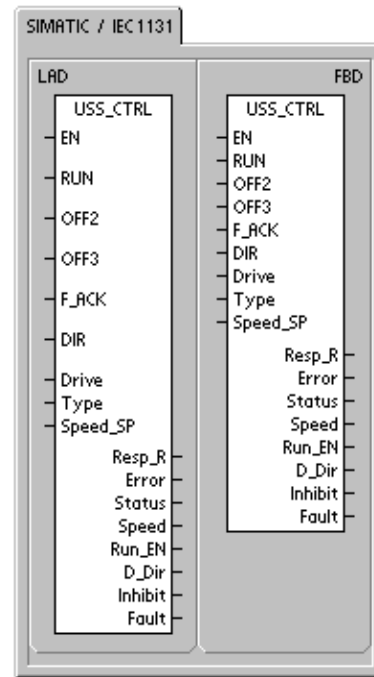 SIMATIC / IEC1131
LAD
USS_CTRL
EN
RUN
OFF2
OFF3
F_ACK
DIR
Drive
Type
Speed_SP
Resp_R
Error
Status
Speed
Run_EN
D_Dir
Inhibit
Fault
FBD
USS_CTRL
EN
RUN
OFF2
OFF3
F_ACK
DIR
Drive
Type
Speed_SP
Resp_R
Error
Status
Speed
Run_EN
D_Dir
Inhibit
Fault